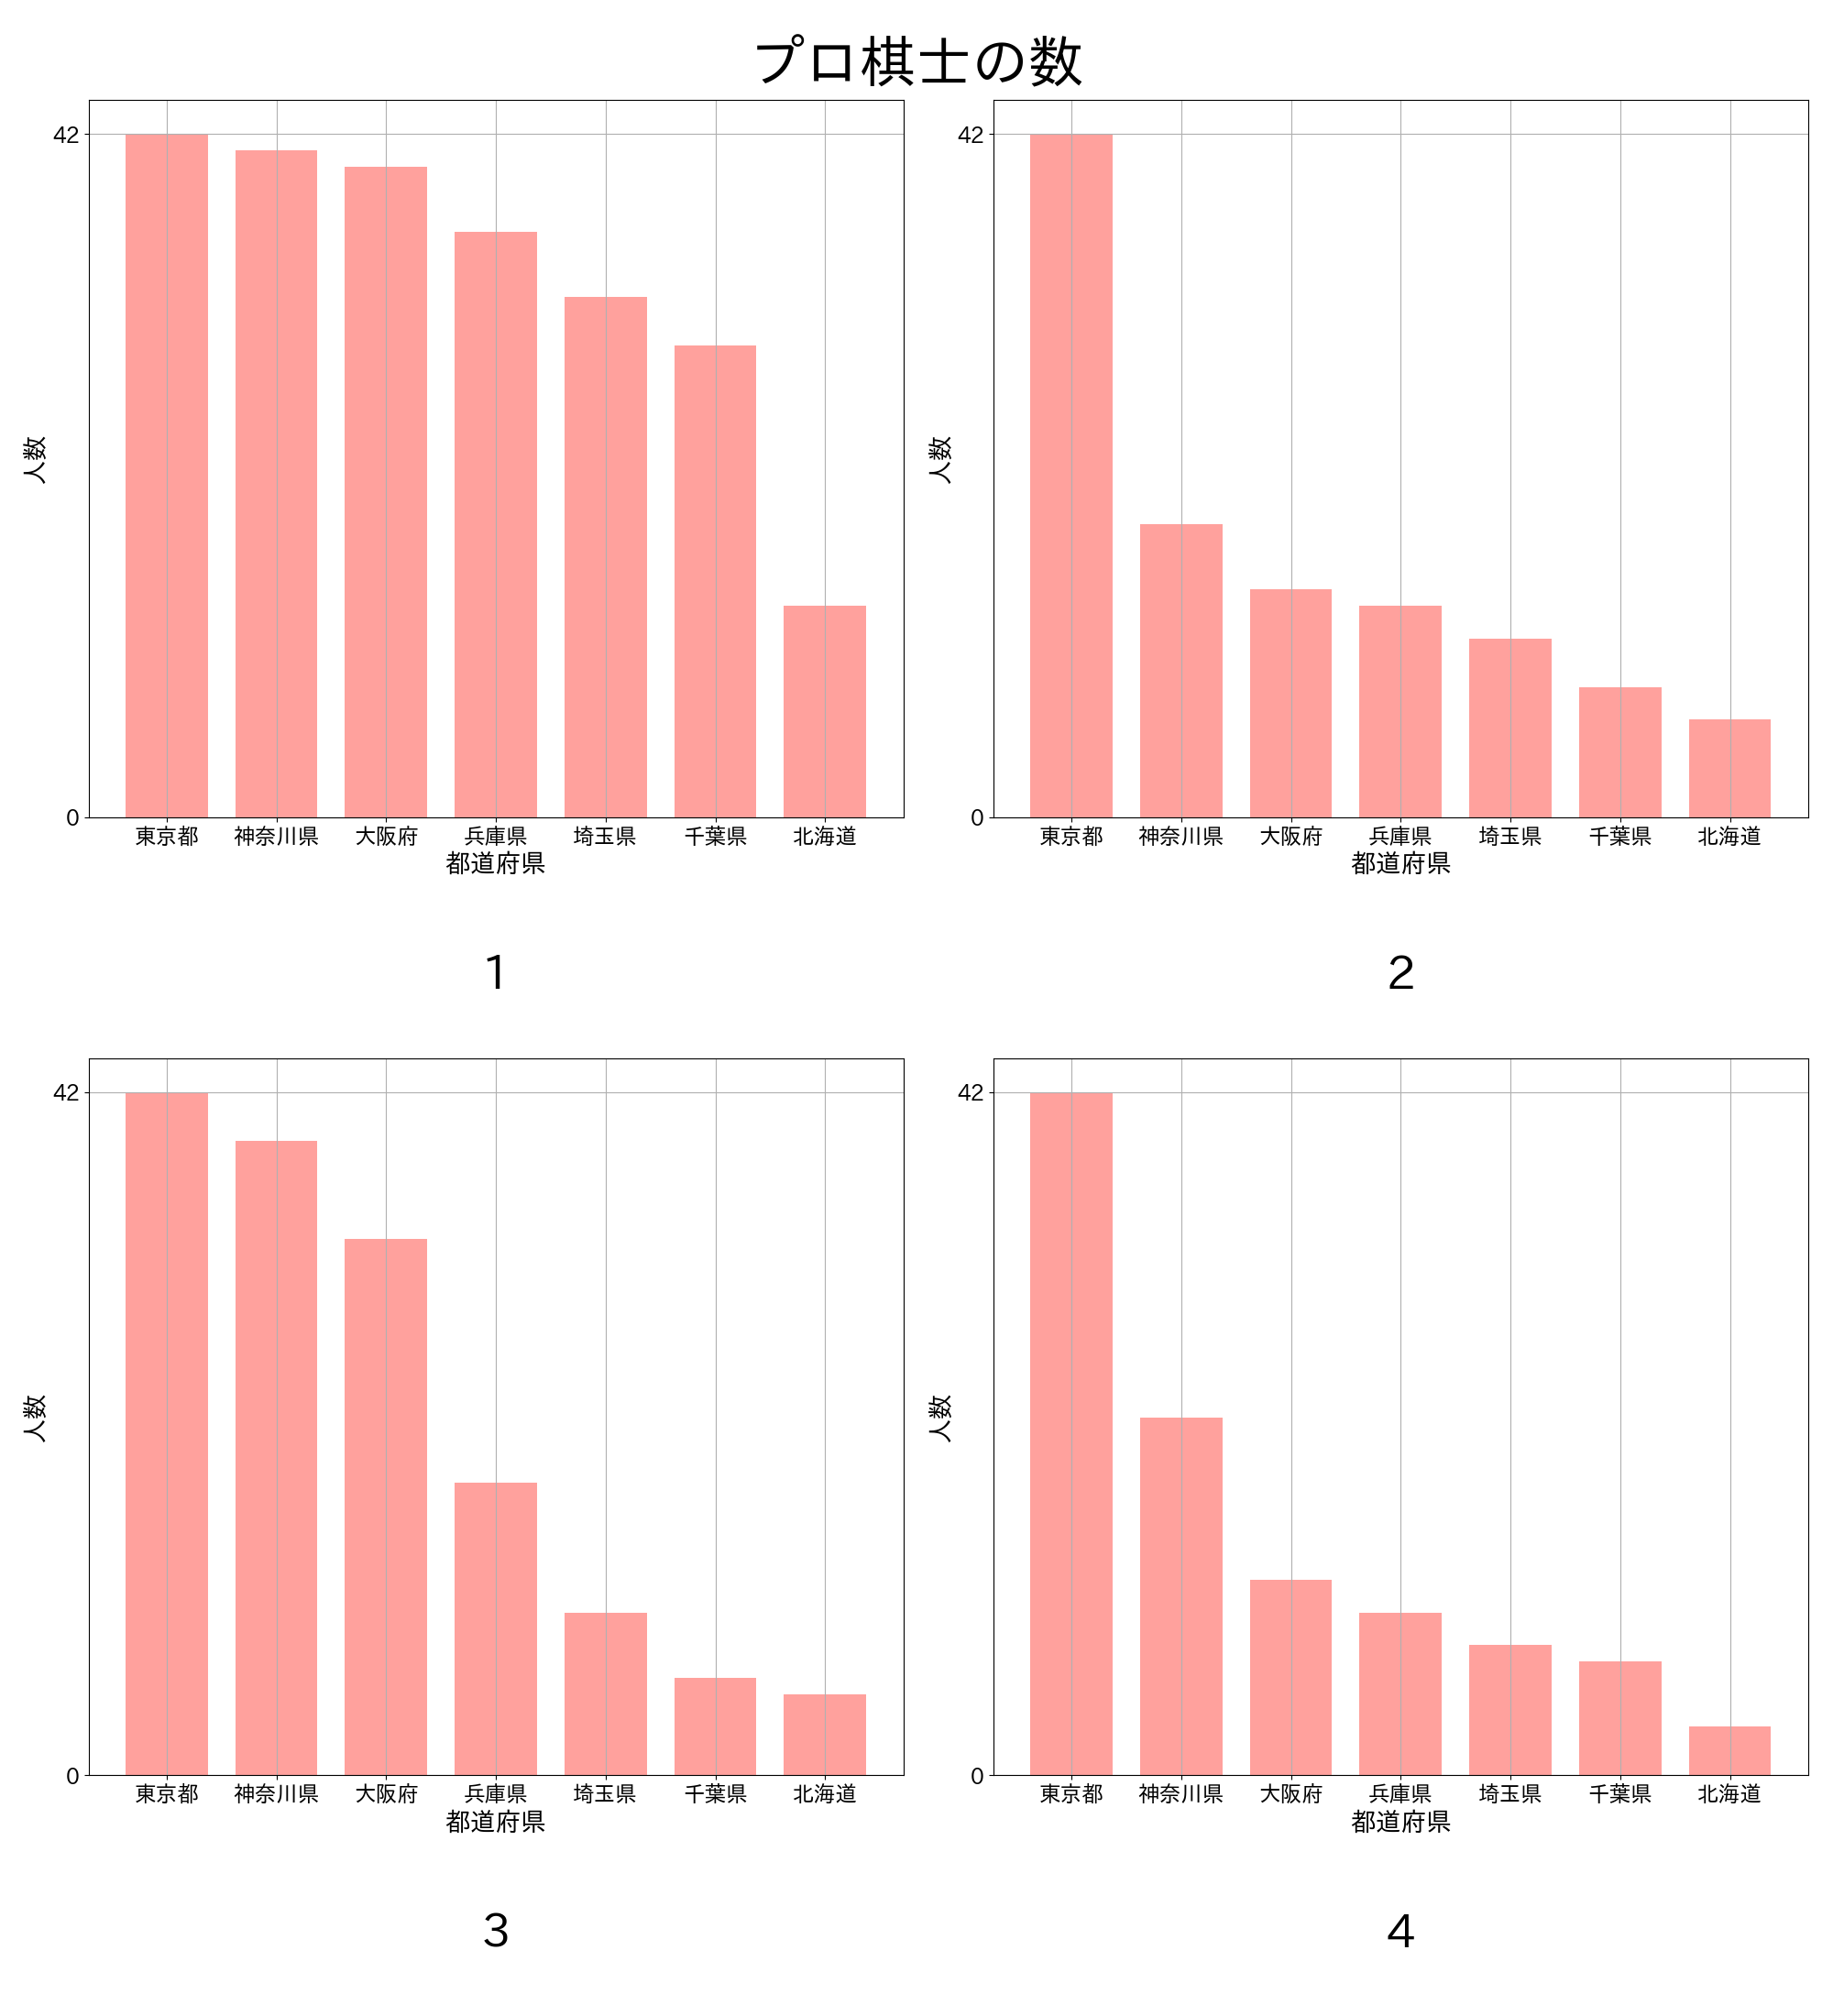 プロ棋士の数
42
0
人数
東京都 神奈川県 大阪府 兵庫県 埼玉県 千葉県 北海道
都道府県
1
42
0
人数
東京都 神奈川県 大阪府 兵庫県 埼玉県 千葉県 北海道
都道府県
2
42
0
人数
東京都 神奈川県 大阪府 兵庫県 埼玉県 千葉県 北海道
都道府県
3
42
0
人数
東京都 神奈川県 大阪府 兵庫県 埼玉県 千葉県 北海道
都道府県
4